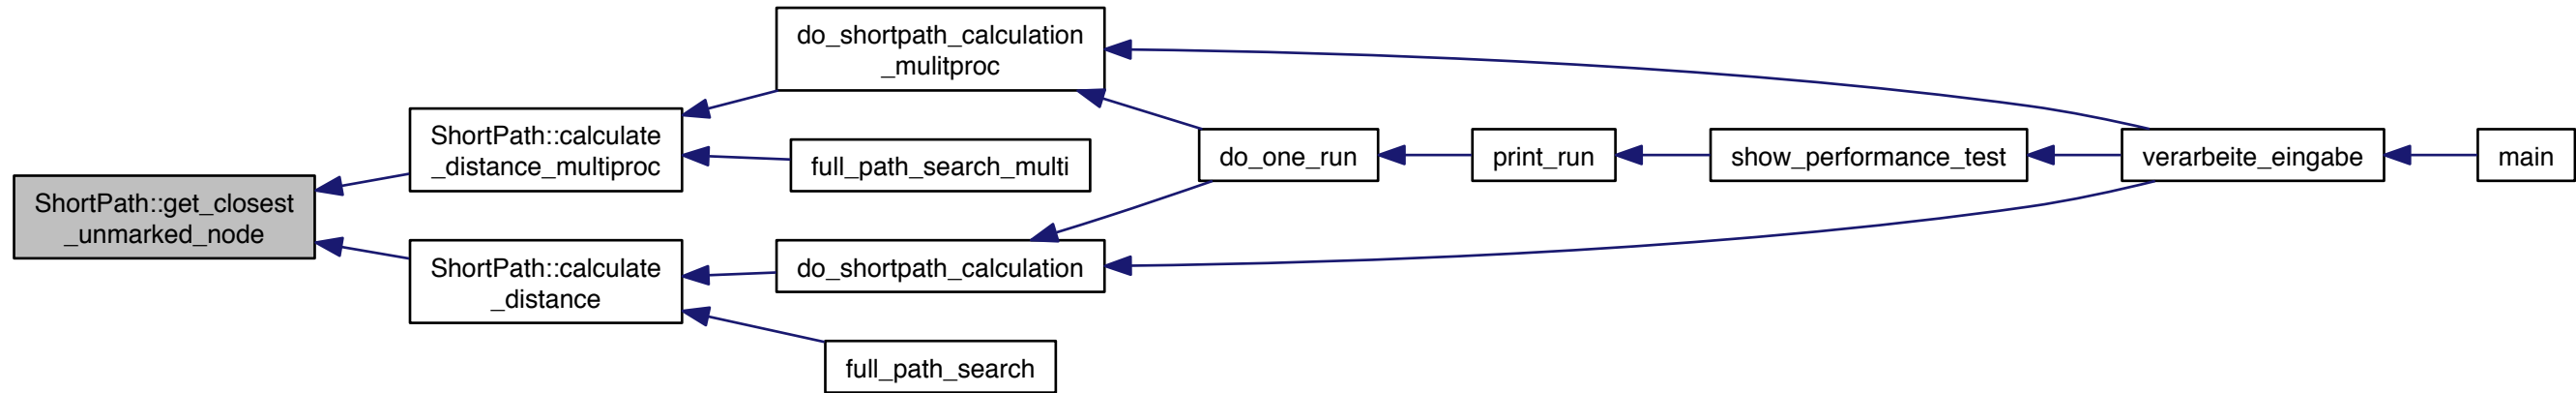 do_shortpath_calculation
_mulitproc
ShortPath::calculate
_distance_multiproc
full_path_search_multi
do_one_run
print_run
show_performance_test
verarbeite_eingabe
main
ShortPath::get_closest
_unmarked_node
ShortPath::calculate
_distance
do_shortpath_calculation
full_path_search